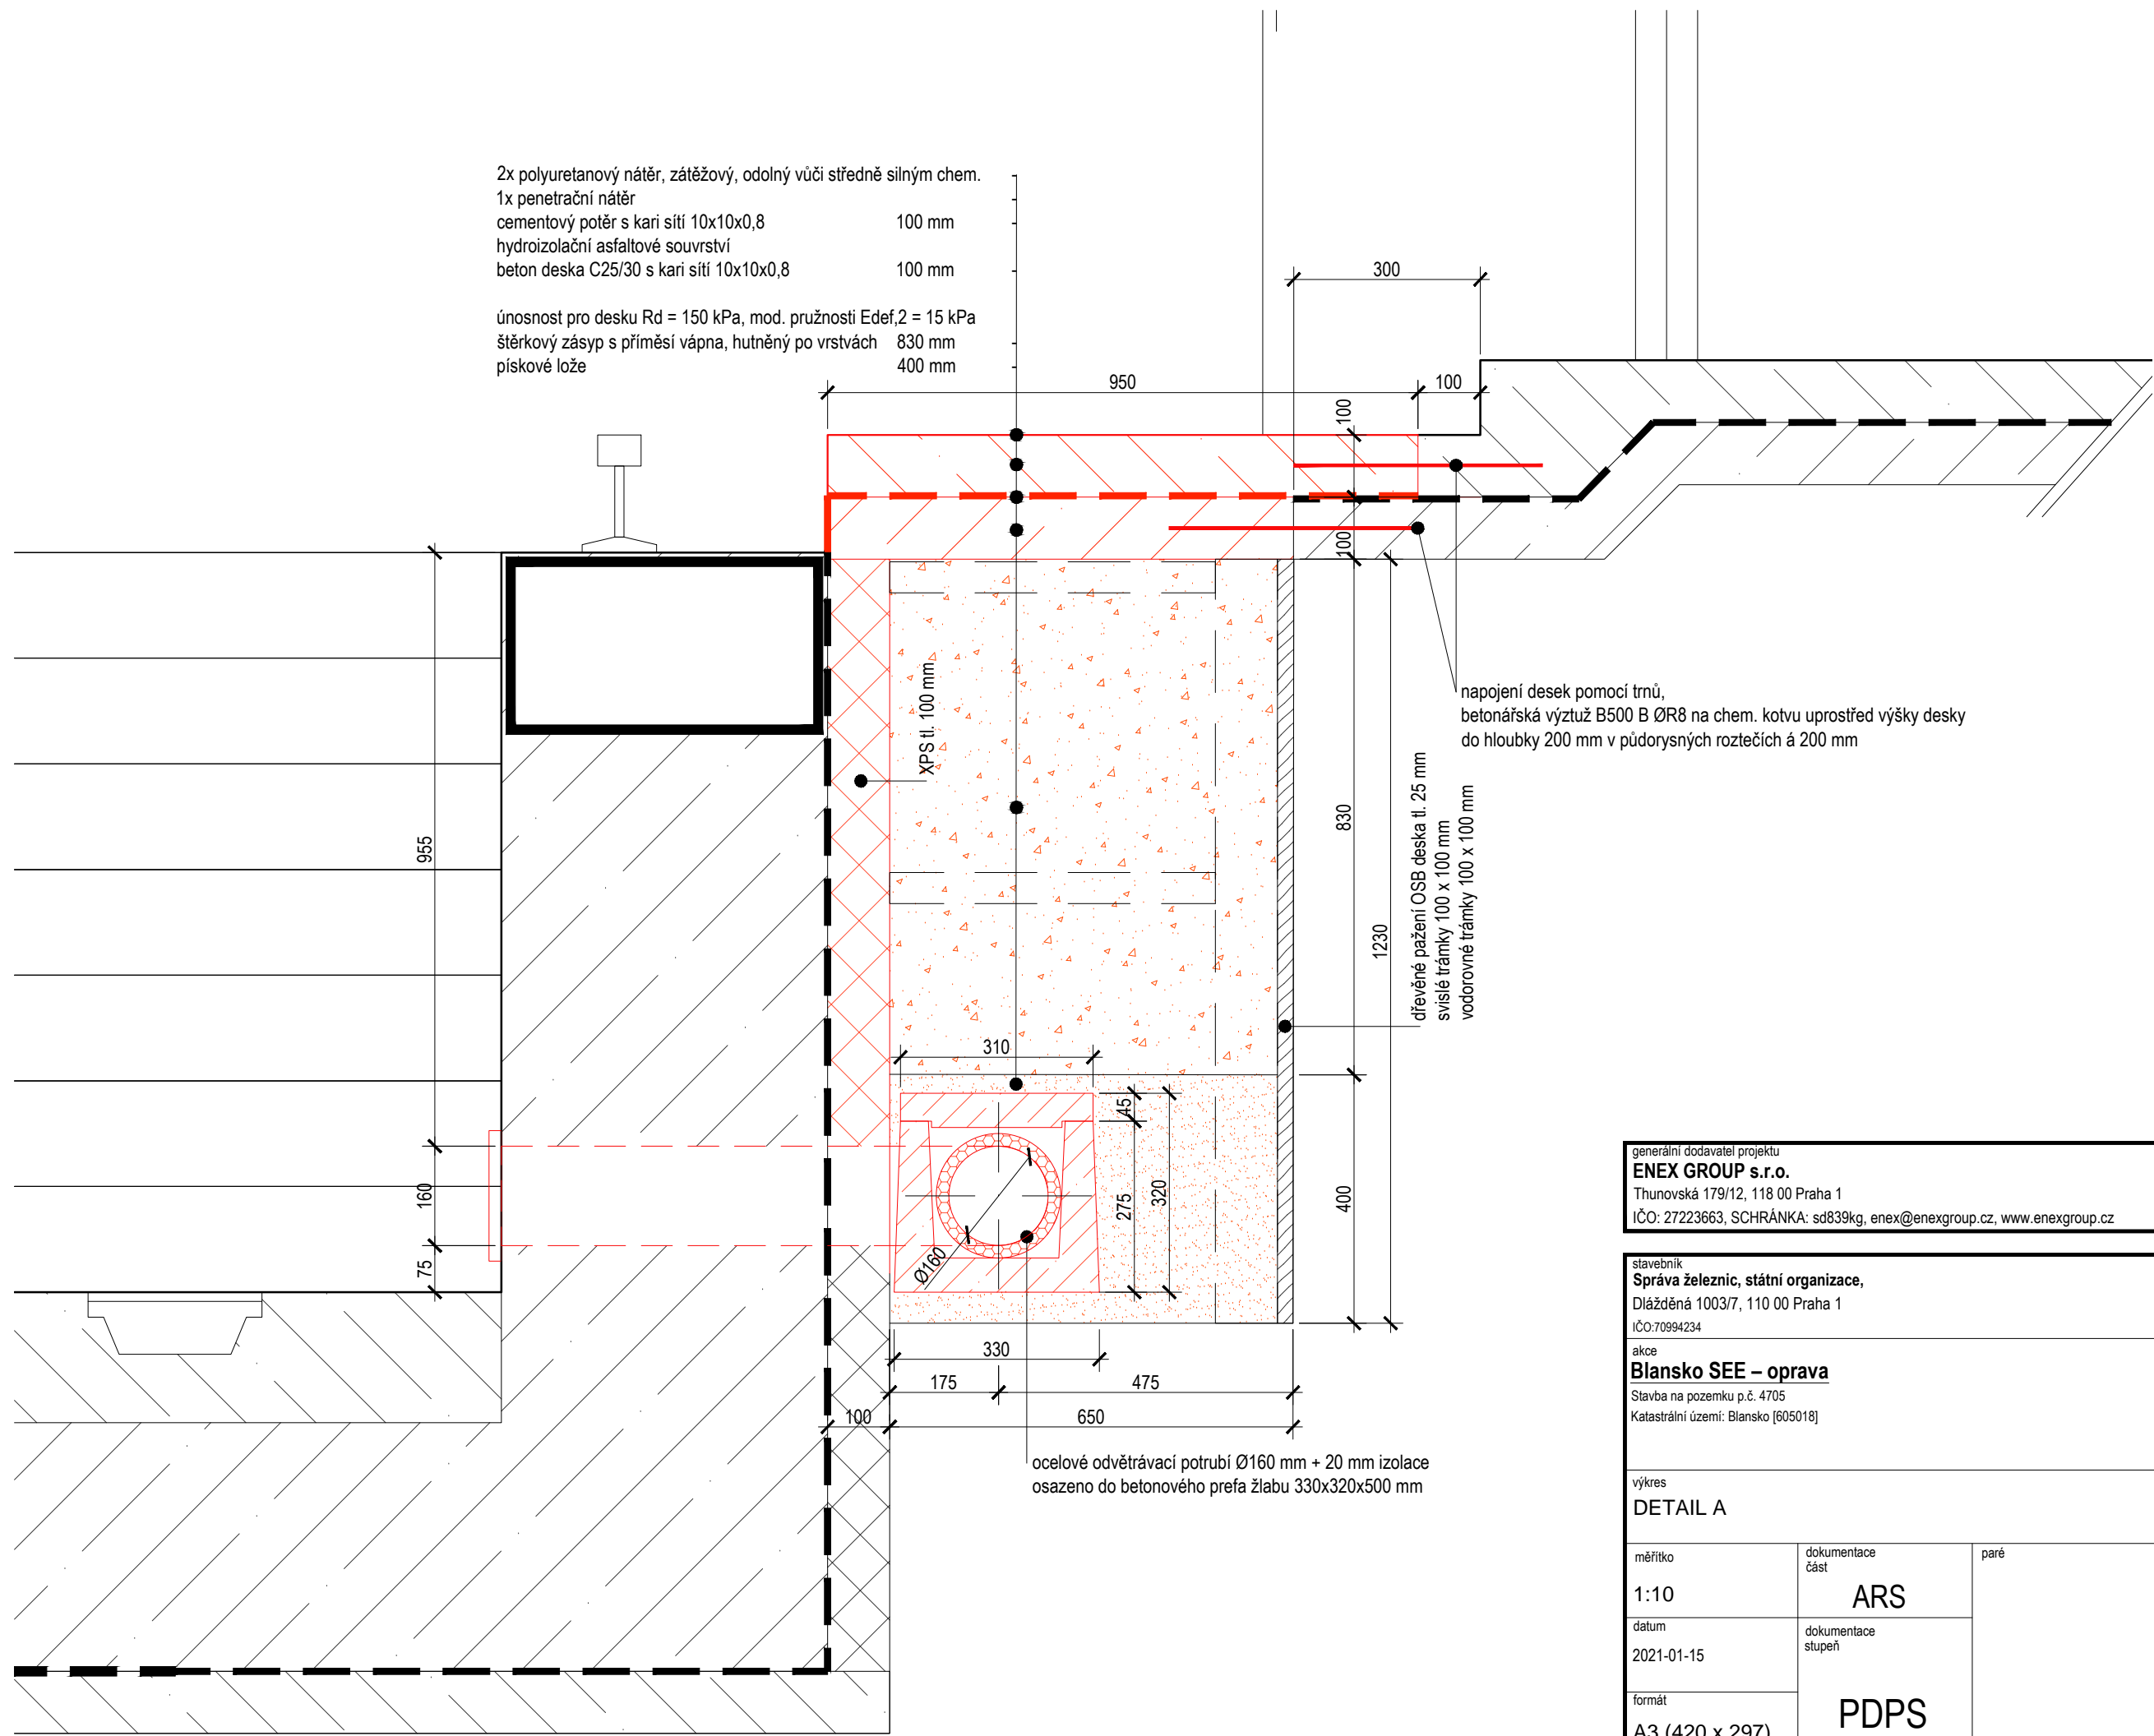 2x polyuretanový nátěr, zátěžový, odolný vůči středně silným chem.
1x penetrační nátěr
cementový potěr s kari sítí 10x10x0,8 100 mm
hydroizolační asfaltové souvrství
beton deska C25/30 s kari sítí 10x10x0,8 100 mm
únosnost pro desku Rd = 150 kPa, mod. pružnosti Edef,2 = 15 kPa
štěrkový zásyp s příměsí vápna, hutněný po vrstvách 830 mm
pískové lože 400 mm
300
950
100
100
100
955
160
75
XPS tl. 100 mm
830
1230
400
napojení desek pomocí trnů,
betonářská výztuž B500 B ØR8 na chem. kotvu uprostřed výšky desky
do hloubky 200 mm v půdorysných roztečích á 200 mm
dřevěné pažení OSB deska tl. 25 mm
svislé trámky 100 x 100 mm
vodorovné trámky 100 x 100 mm
310
45
275
320
Ø160
330
175
475
100
650
ocelové odvětrávací potrubí Ø160 mm + 20 mm izolace
osazeno do betonového prefa žlabu 330x320x500 mm
generální dodavatel projektu
ENEX GROUP s.r.o.
Thunovská 179/12, 118 00 Praha 1
IČO: 27223663, SCHRÁNKA: sd839kg, enex@enexgroup.cz, www.enexgroup.cz
stavebník
Správa železnic, státní organizace,
Dlážděná 1003/7, 110 00 Praha 1
IČO:70994234
akce
Blansko SEE – oprava
Stavba na pozemku p.č. 4705
Katastrální území: Blansko [605018]
výkres
DETAIL A
měřítko
1:10
dokumentace
část
ARS
paré
datum
2021-01-15
dokumentace
stupeň
PDPS
formát
A3 (420 x 297)